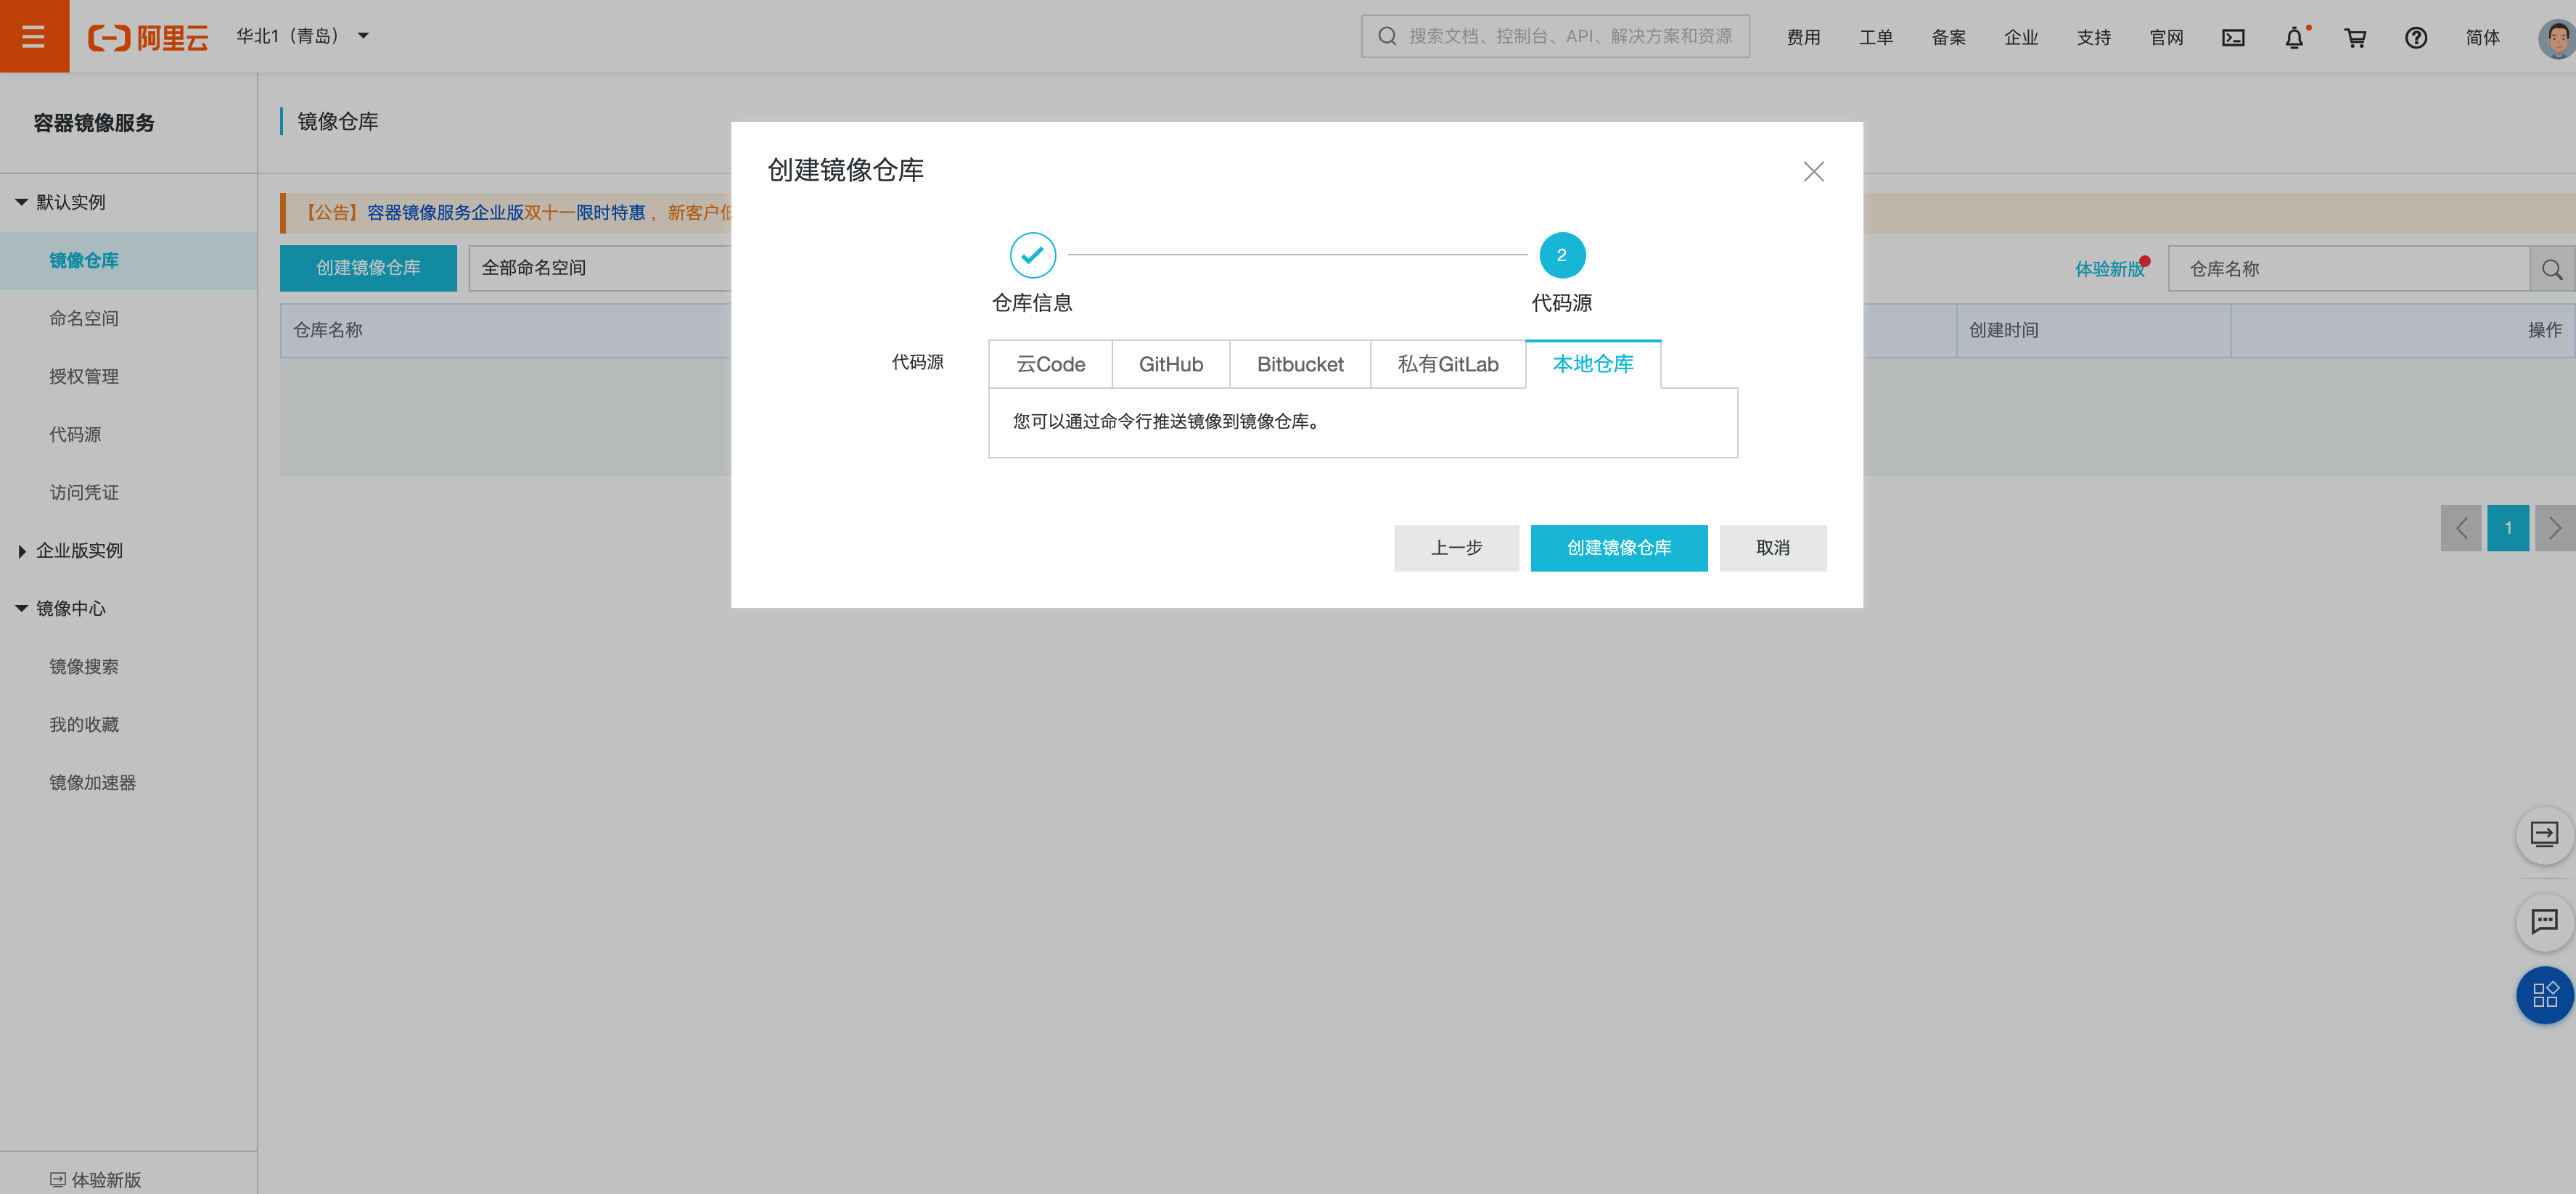 阿里云
华北1（青岛）
搜索文档、控制台、API、解决方案和资源
费用
工单
备案
企业
支持
官网
简体
容器镜像服务
默认实例
镜像仓库
命名空间
授权管理
代码源
访问凭证
企业版实例
镜像中心
镜像搜索
我的收藏
镜像加速器
体验新版
镜像仓库
【公告】容器镜像服务企业版双十一限时特惠，新客户
创建镜像仓库
全部命名空间
体验新版
仓库名称
仓库名称
创建时间
操作
1
创建镜像仓库
2
仓库信息
代码源
代码源
云Code
GitHub
Bitbucket
私有GitLab
本地仓库
您可以通过命令行推送镜像到镜像仓库。
上一步
创建镜像仓库
取消